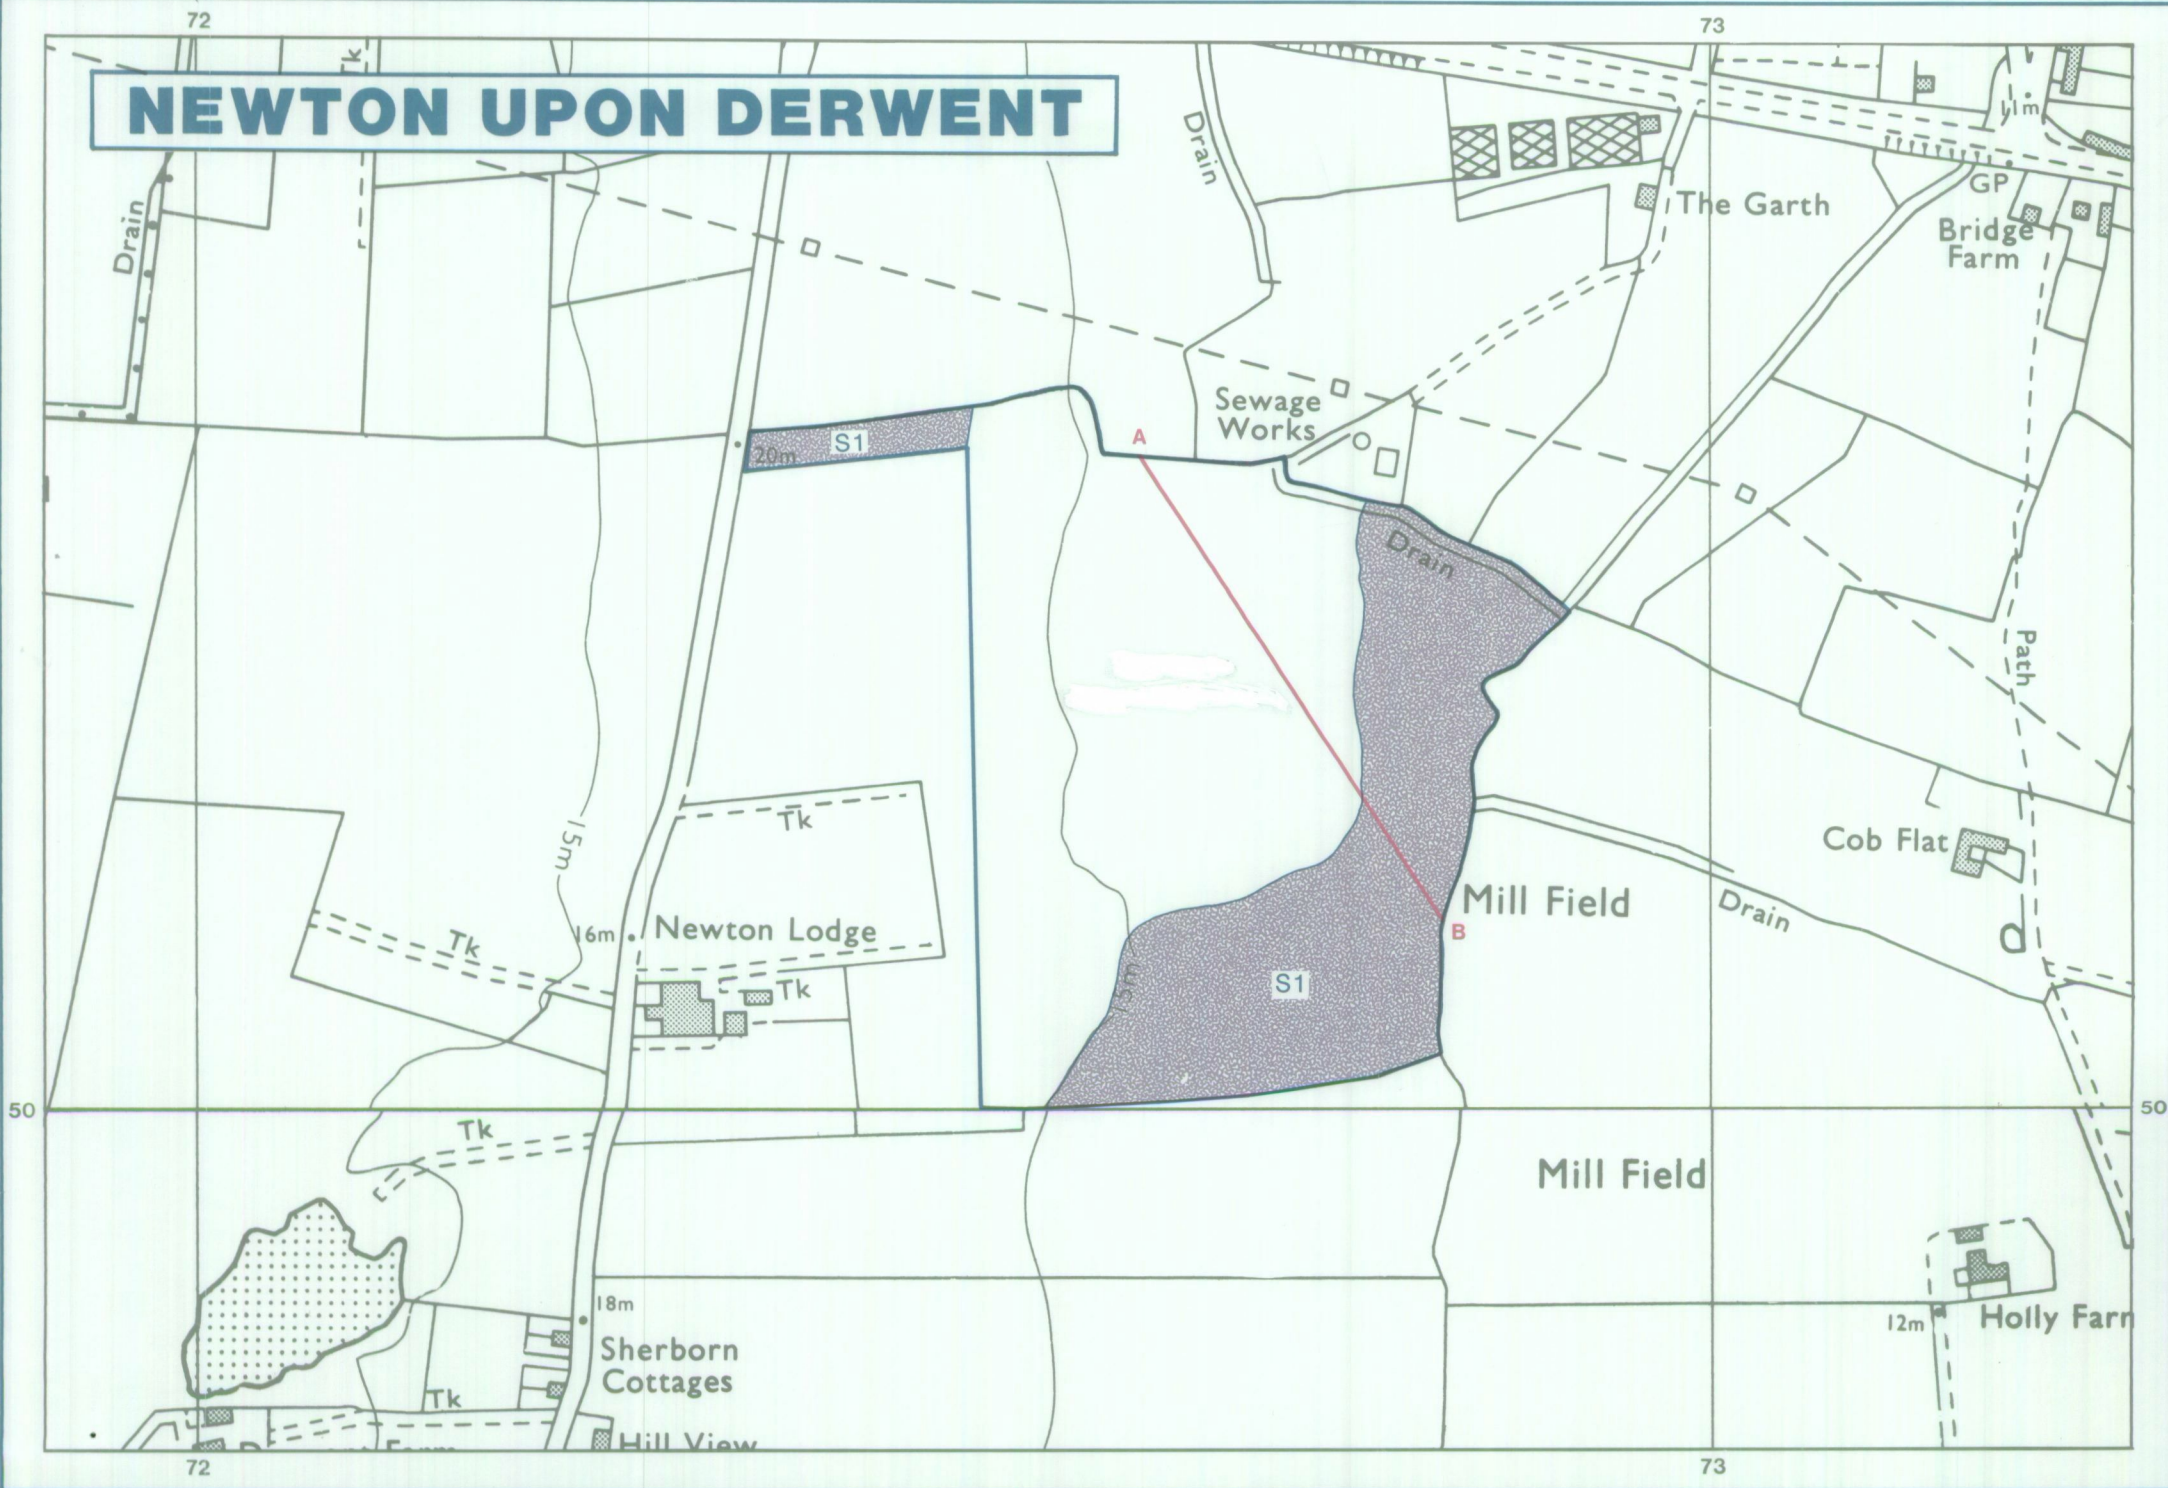 72
73
Tk
NEWTON UPON DERWENT
11m
Drain
Drain
GP
The Garth
Bridge
Farm
Sewage
Works
A
S1
20m
Drain
Path
Tk
15m
Cob Flat
Mill Field
Drain
B
16m
Newton Lodge
Tk
15m
S1
Tk
50
50
Tk
Mill Field
18m
Sherborn
Cottages
12m
Holly Farm
Tk
Farm
Hill View
72
73